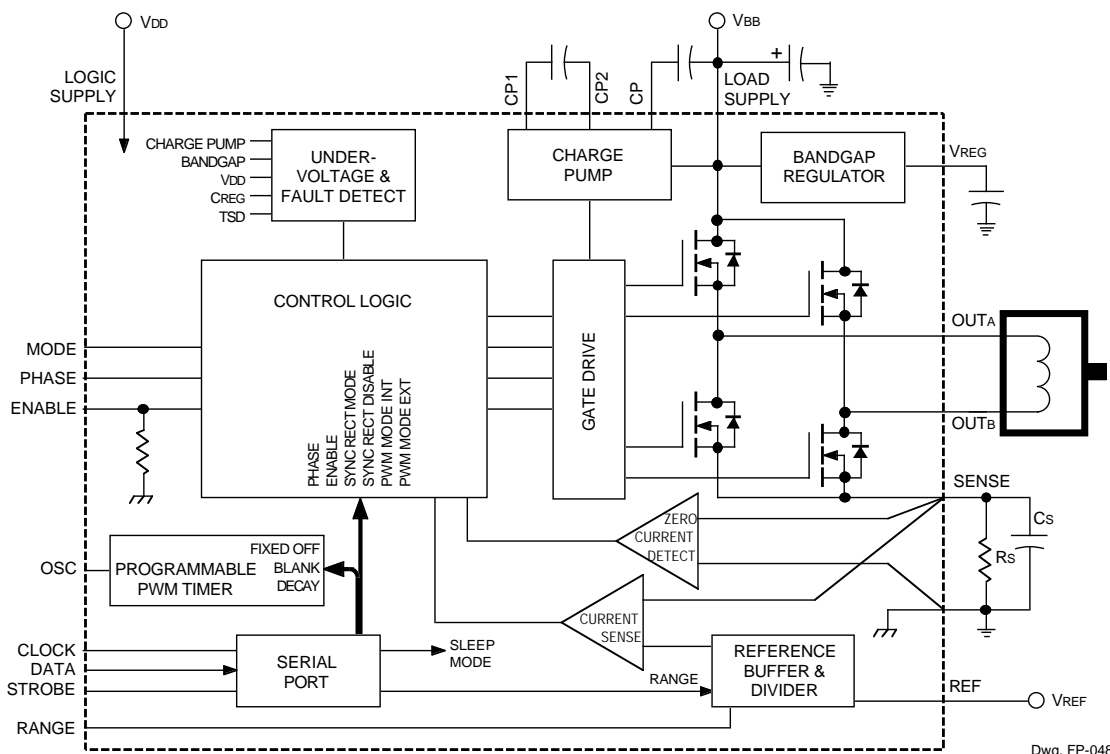 VDD
VBB
LOGIC
SUPPLY
CP1
CP2
CP
+
LOAD
SUPPLY
CHARGE PUMP
BANDGAP
VDD
CREG
TSD
UNDER-
VOLTAGE &
FAULT DETECT
CHARGE
PUMP
BANDGAP
REGULATOR
VREG
CONTROL LOGIC
MODE
PHASE
ENABLE
PHASE
ENABLE
SYNC RECT MODE
SYNC RECT DISABLE
PWM MODE INT
PWM MODE EXT
GATE DRIVE
OUTA
OUTB
SENSE
ZERO
CURRENT
DETECT
CS
RS
OSC
PROGRAMMABLE
PWM TIMER
FIXED OFF
BLANK
DECAY
CURRENT
SENSE
CLOCK
DATA
STROBE
SERIAL
PORT
SLEEP
MODE
RANGE
REFERENCE
BUFFER &
DIVIDER
REF
VREF
RANGE
Dwg. FP-048